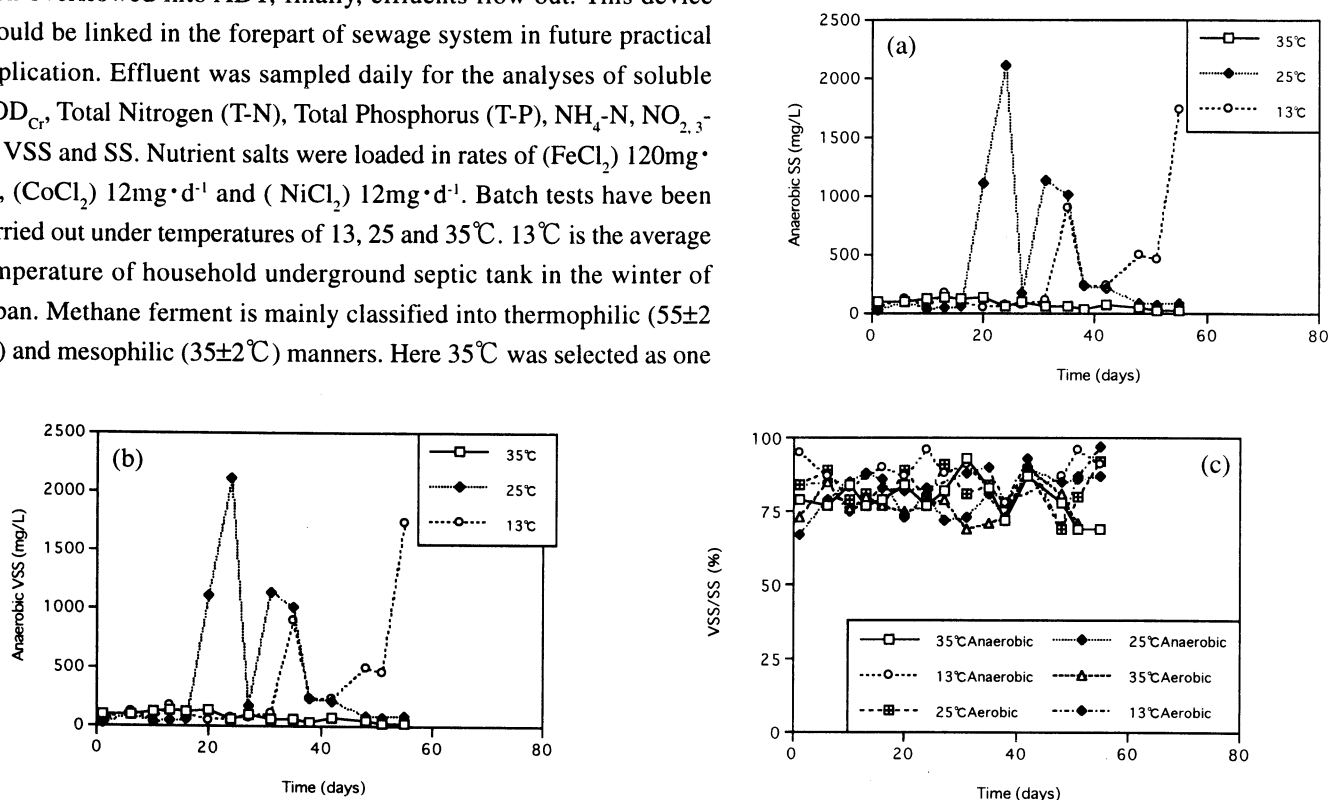 overflowed into ADT, finally, effluents flow out. This device
ould be linked in the forepart of sewage system in future practical
plication. Effluent was sampled daily for the analyses of soluble
OD_Cr, Total Nitrogen (T-N), Total Phosphorus (T-P), NH₄-N, NO₂,₃-
VSS and SS. Nutrient salts were loaded in rates of (FeCl₂) 120mg·
, (CoCl₂) 12mg·d⁻¹ and ( NiCl₂) 12mg·d⁻¹. Batch tests have been
rried out under temperatures of 13, 25 and 35℃. 13℃ is the average
mperature of household underground septic tank in the winter of
pan. Methane ferment is mainly classified into thermophilic (55±2
) and mesophilic (35±2℃) manners. Here 35℃ was selected as one
(a)
Anaerobic SS (mg/L)
2500
2000
1500
1000
500
0
0 20 40 60 80
Time (days)
35℃
25℃
13℃
(b)
Anaerobic VSS (mg/L)
2500
2000
1500
1000
500
0
0 20 40 60 80
Time (days)
35℃
25℃
13℃
(c)
VSS/SS (%)
100
75
50
25
0
0 20 40 60 80
Time (days)
35℃Anaerobic 25℃Anaerobic
13℃Anaerobic 35℃Aerobic
25℃Aerobic 13℃Aerobic